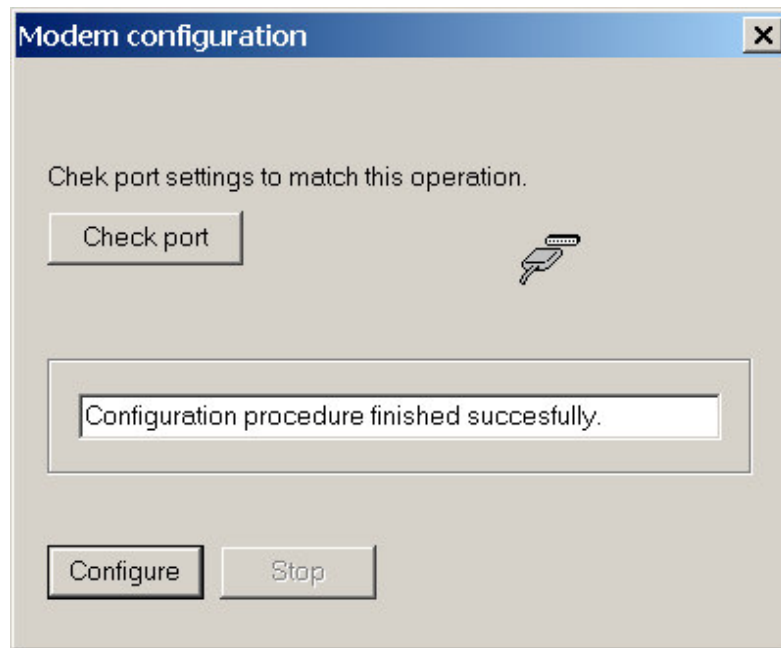 Modem configuration
Chek port settings to match this operation.
Check port
Configuration procedure finished succesfully.
Configure Stop